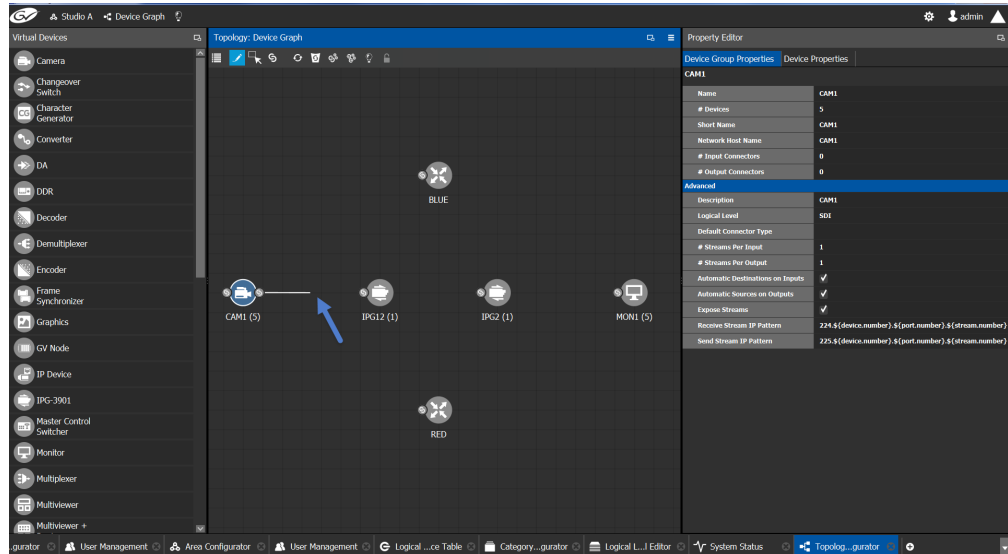 Studio A
Device Graph
admin
Virtual Devices
Topology: Device Graph
Property Editor
Camera
Changeover
Switch
Character
Generator
Converter
DA
DDR
Decoder
Demultiplexer
Encoder
Frame
Synchronizer
Graphics
GV Node
IP Device
IPG-3901
Master Control
Switcher
Monitor
Multiplexer
Multiviewer
Multiviewer +
BLUE
CAM1 (5)
IPG12 (1)
IPG2 (1)
MON1 (5)
RED
Device Group Properties Device Properties
CAM1
Name CAM1
# Devices 5
Short Name CAM1
Network Host Name CAM1
# Input Connectors 0
# Output Connectors 0
Advanced
Description CAM1
Logical Level SDI
Default Connector Type
# Streams Per Input 1
# Streams Per Output 1
Automatic Destinations on Inputs
Automatic Sources on Outputs
Expose Streams
Receive Stream IP Pattern 224.${device.number}.${port.number}.${stream.number}
Send Stream IP Pattern 225.${device.number}.${port.number}.${stream.number}
..gurator User Management Area Configurator User Management Logical ...ce Table Category...gurator Logical L...l Editor System Status Topolog...gurator